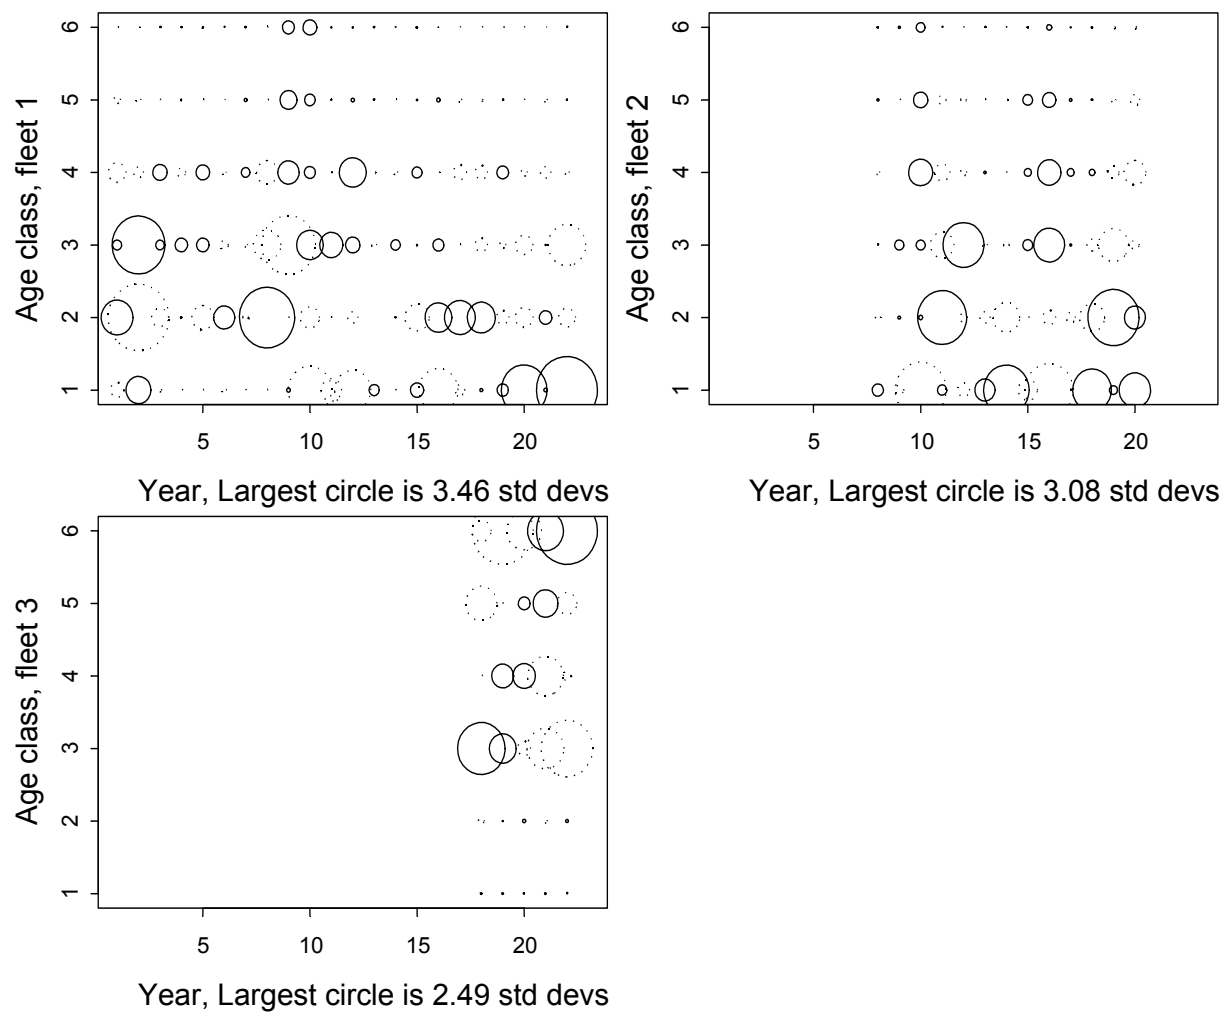 Age class, fleet 1
6
5
4
3
2
1
5 10 15 20
Year, Largest circle is 3.46 std devs
Age class, fleet 2
6
5
4
3
2
1
5 10 15 20
Year, Largest circle is 3.08 std devs
Age class, fleet 3
6
5
4
3
2
1
5 10 15 20
Year, Largest circle is 2.49 std devs